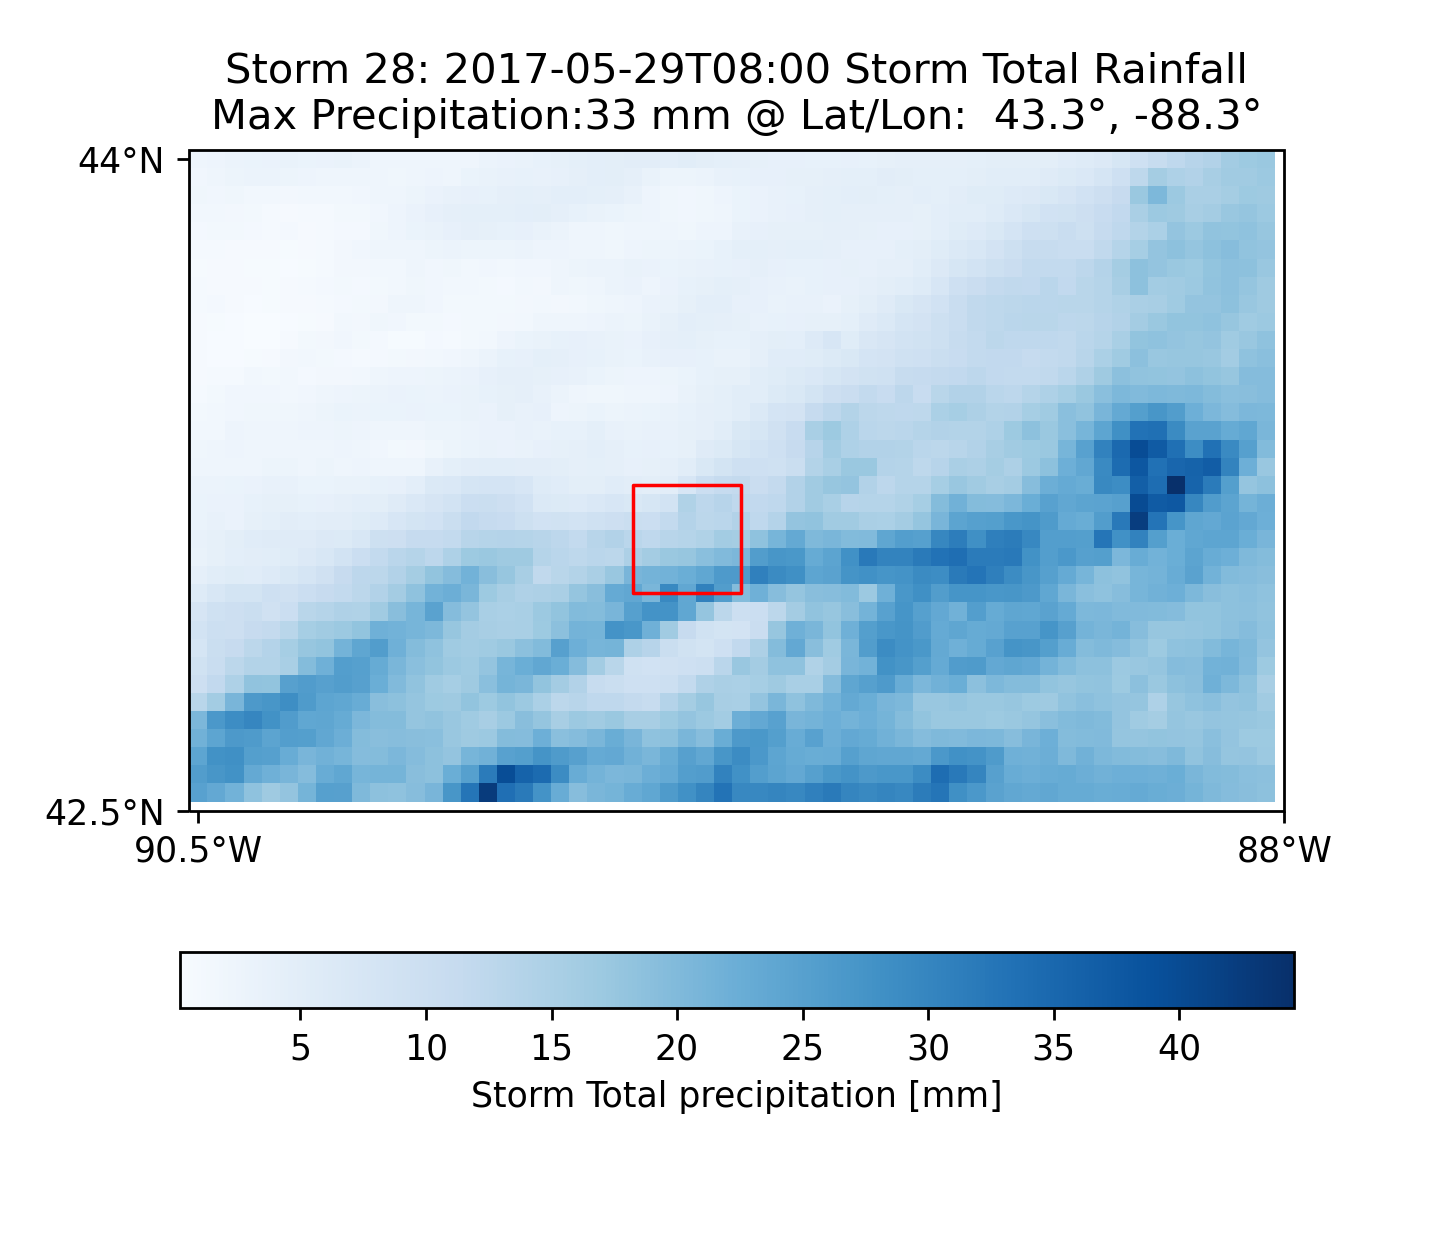 Storm 28: 2017-05-29T08:00 Storm Total Rainfall
Max Precipitation:33 mm @ Lat/Lon:  43.3°, -88.3°
44°N
42.5°N
90.5°W 88°W
5 10 15 20 25 30 35 40
Storm Total precipitation [mm]